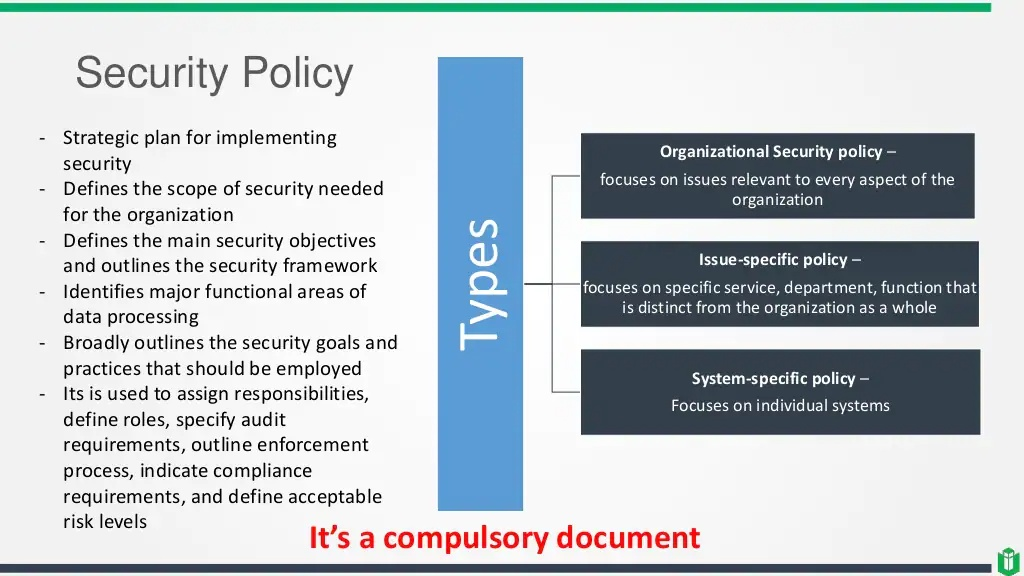 Security Policy
- Strategic plan for implementing
security
- Defines the scope of security needed
for the organization
- Defines the main security objectives
and outlines the security framework
- Identifies major functional areas of
data processing
- Broadly outlines the security goals and
practices that should be employed
- Its is used to assign responsibilities,
define roles, specify audit
requirements, outline enforcement
process, indicate compliance
requirements, and define acceptable
risk levels
Types
Organizational Security policy –
focuses on issues relevant to every aspect of the
organization
Issue-specific policy –
focuses on specific service, department, function that
is distinct from the organization as a whole
System-specific policy –
Focuses on individual systems
It’s a compulsory document